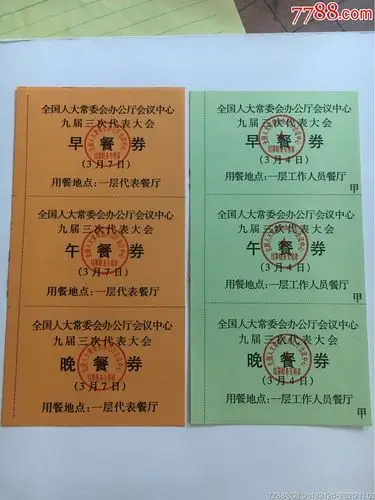 7788.com
全国人大常委会办公厅会议中心
九届三次代表大会
早餐券
(3月7日)
用餐地点:一层代表餐厅
全国人大常委会办公厅会议中心
九届三次代表大会
午餐券
(3月7日)
用餐地点:一层代表餐厅
全国人大常委会办公厅会议中心
九届三次代表大会
晚餐券
(3月7日)
用餐地点:一层代表餐厅
全国人大常委会办公厅会议中心
九届三次代表大会
早餐券
(3月4日)
用餐地点:一层工作人员餐厅
甲
全国人大常委会办公厅会议中心
九届三次代表大会
午餐券
(3月4日)
用餐地点:一层工作人员餐厅
甲
全国人大常委会办公厅会议中心
九届三次代表大会
晚餐券
(3月4日)
用餐地点:一层工作人员餐厅
甲